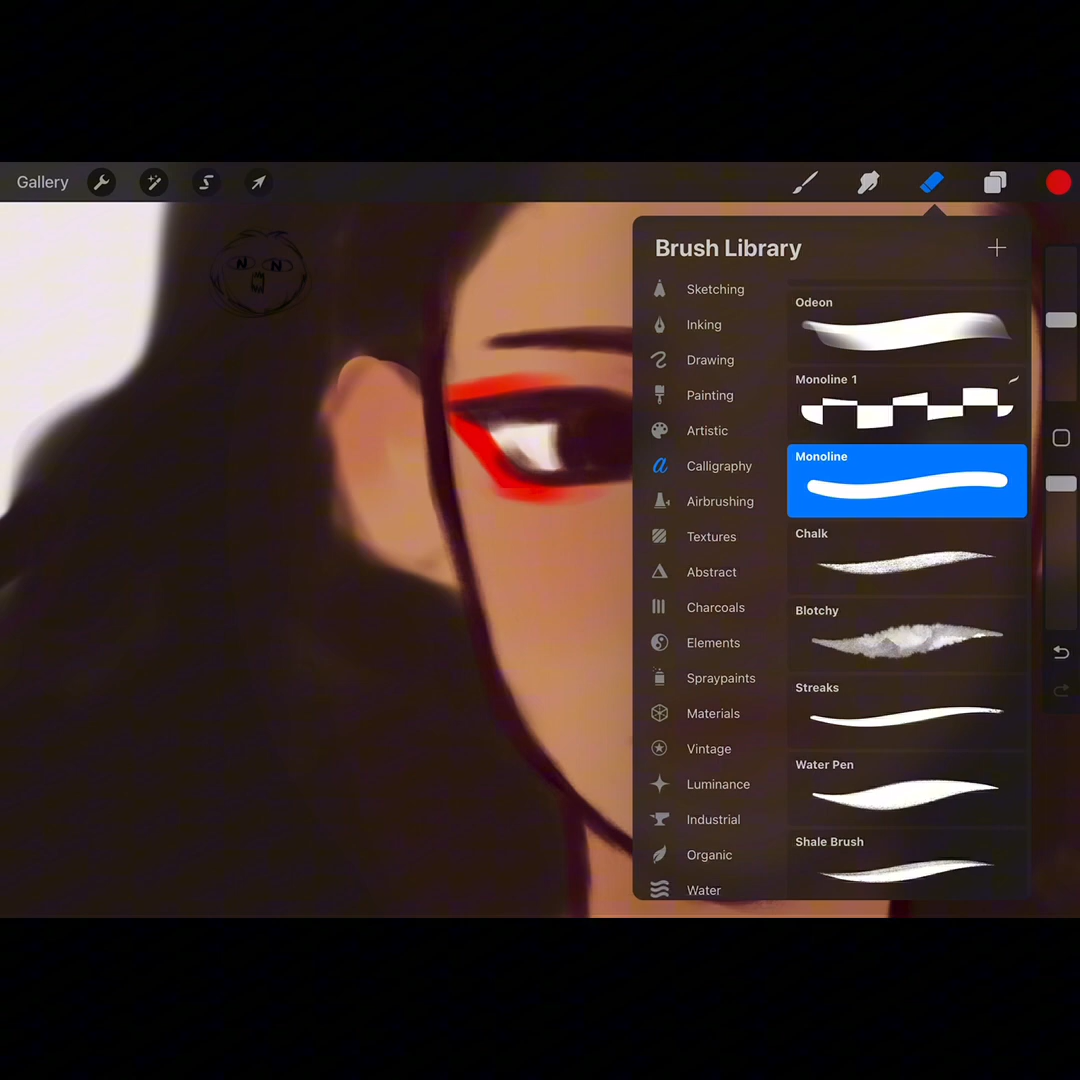 Gallery
Brush Library
Sketching
Inking
Drawing
Painting
Artistic
Calligraphy
Airbrushing
Textures
Abstract
Charcoals
Elements
Spraypaints
Materials
Vintage
Luminance
Industrial
Organic
Water
Odeon
Monoline 1
Monoline
Chalk
Blotchy
Streaks
Water Pen
Shale Brush
N N